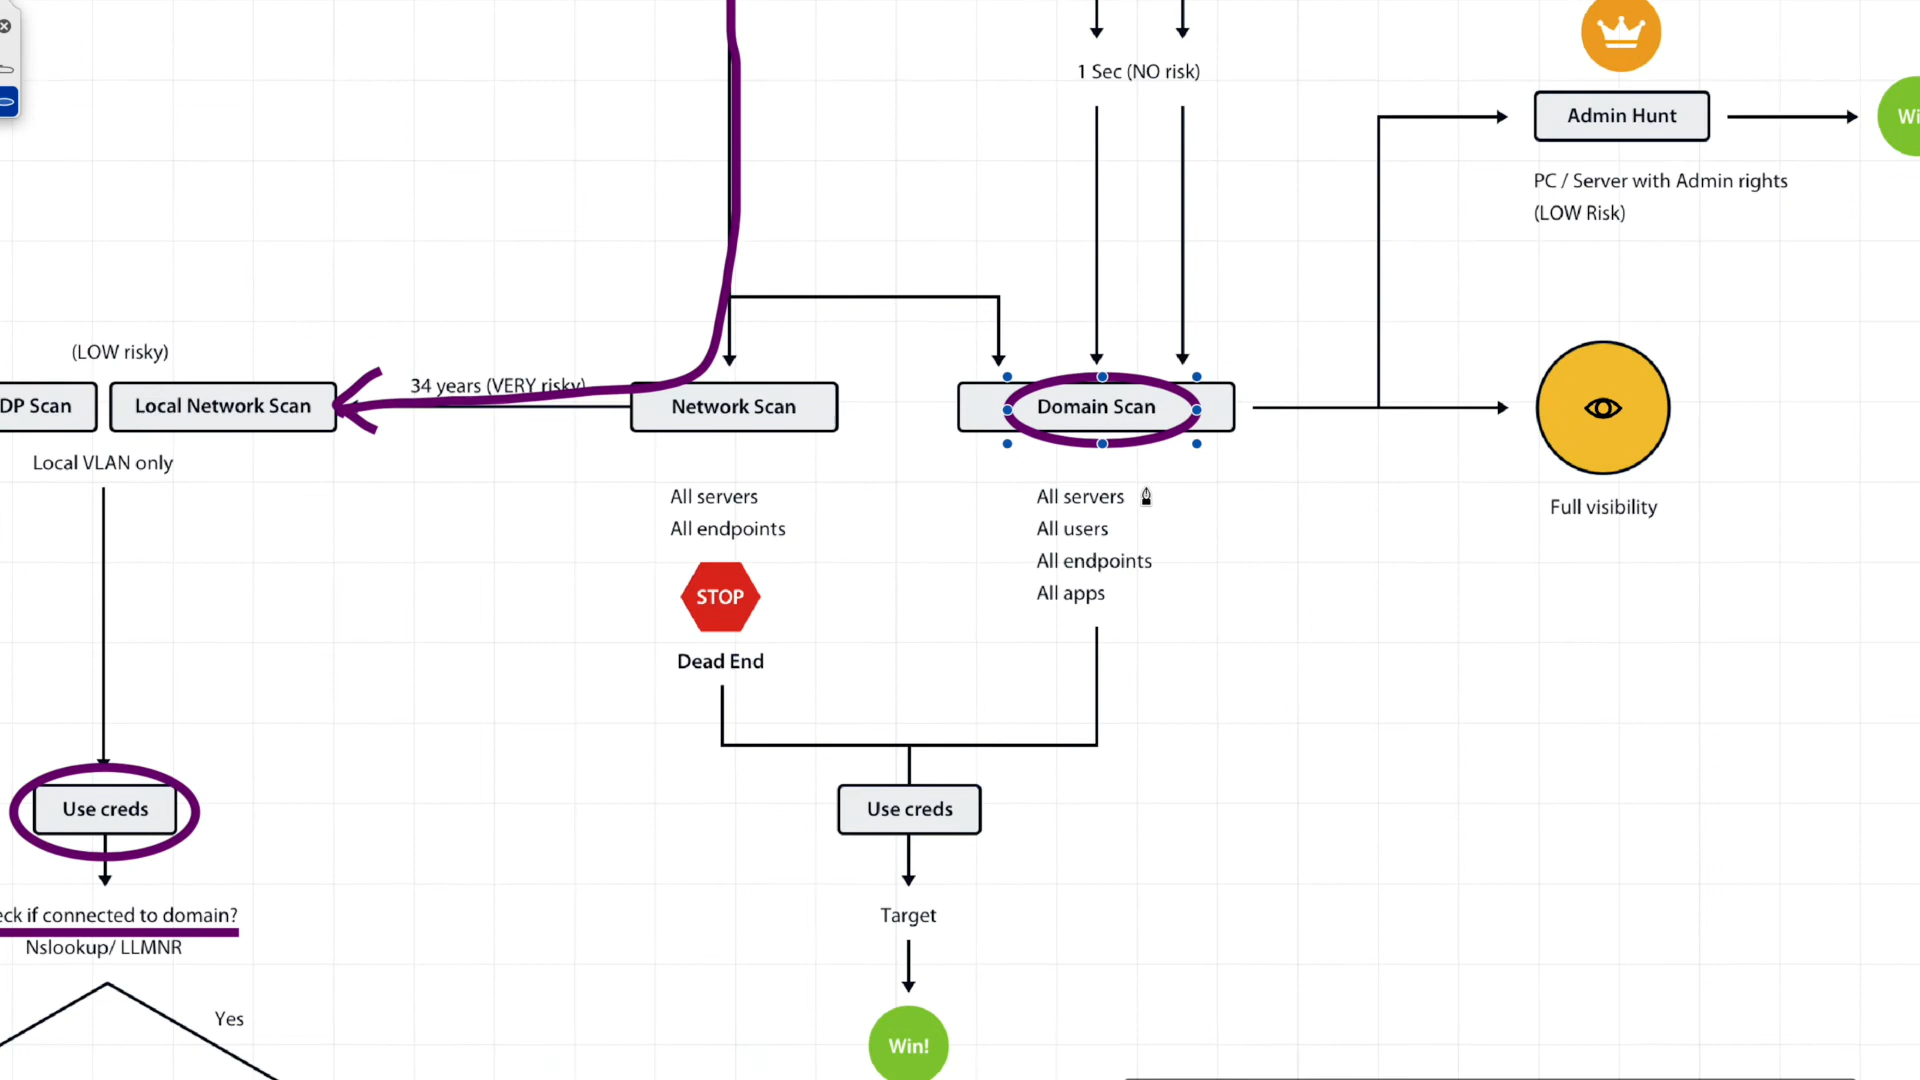 1 Sec (NO risk)
Admin Hunt
PC / Server with Admin rights
(LOW Risk)
(LOW risky)
34 years (VERY risky)
DP Scan
Local Network Scan
Network Scan
Domain Scan
Local VLAN only
All servers
All endpoints
STOP
Dead End
All servers
All users
All endpoints
All apps
Full visibility
Use creds
Use creds
eck if connected to domain?
Nslookup/ LLMNR
Yes
Target
Win!